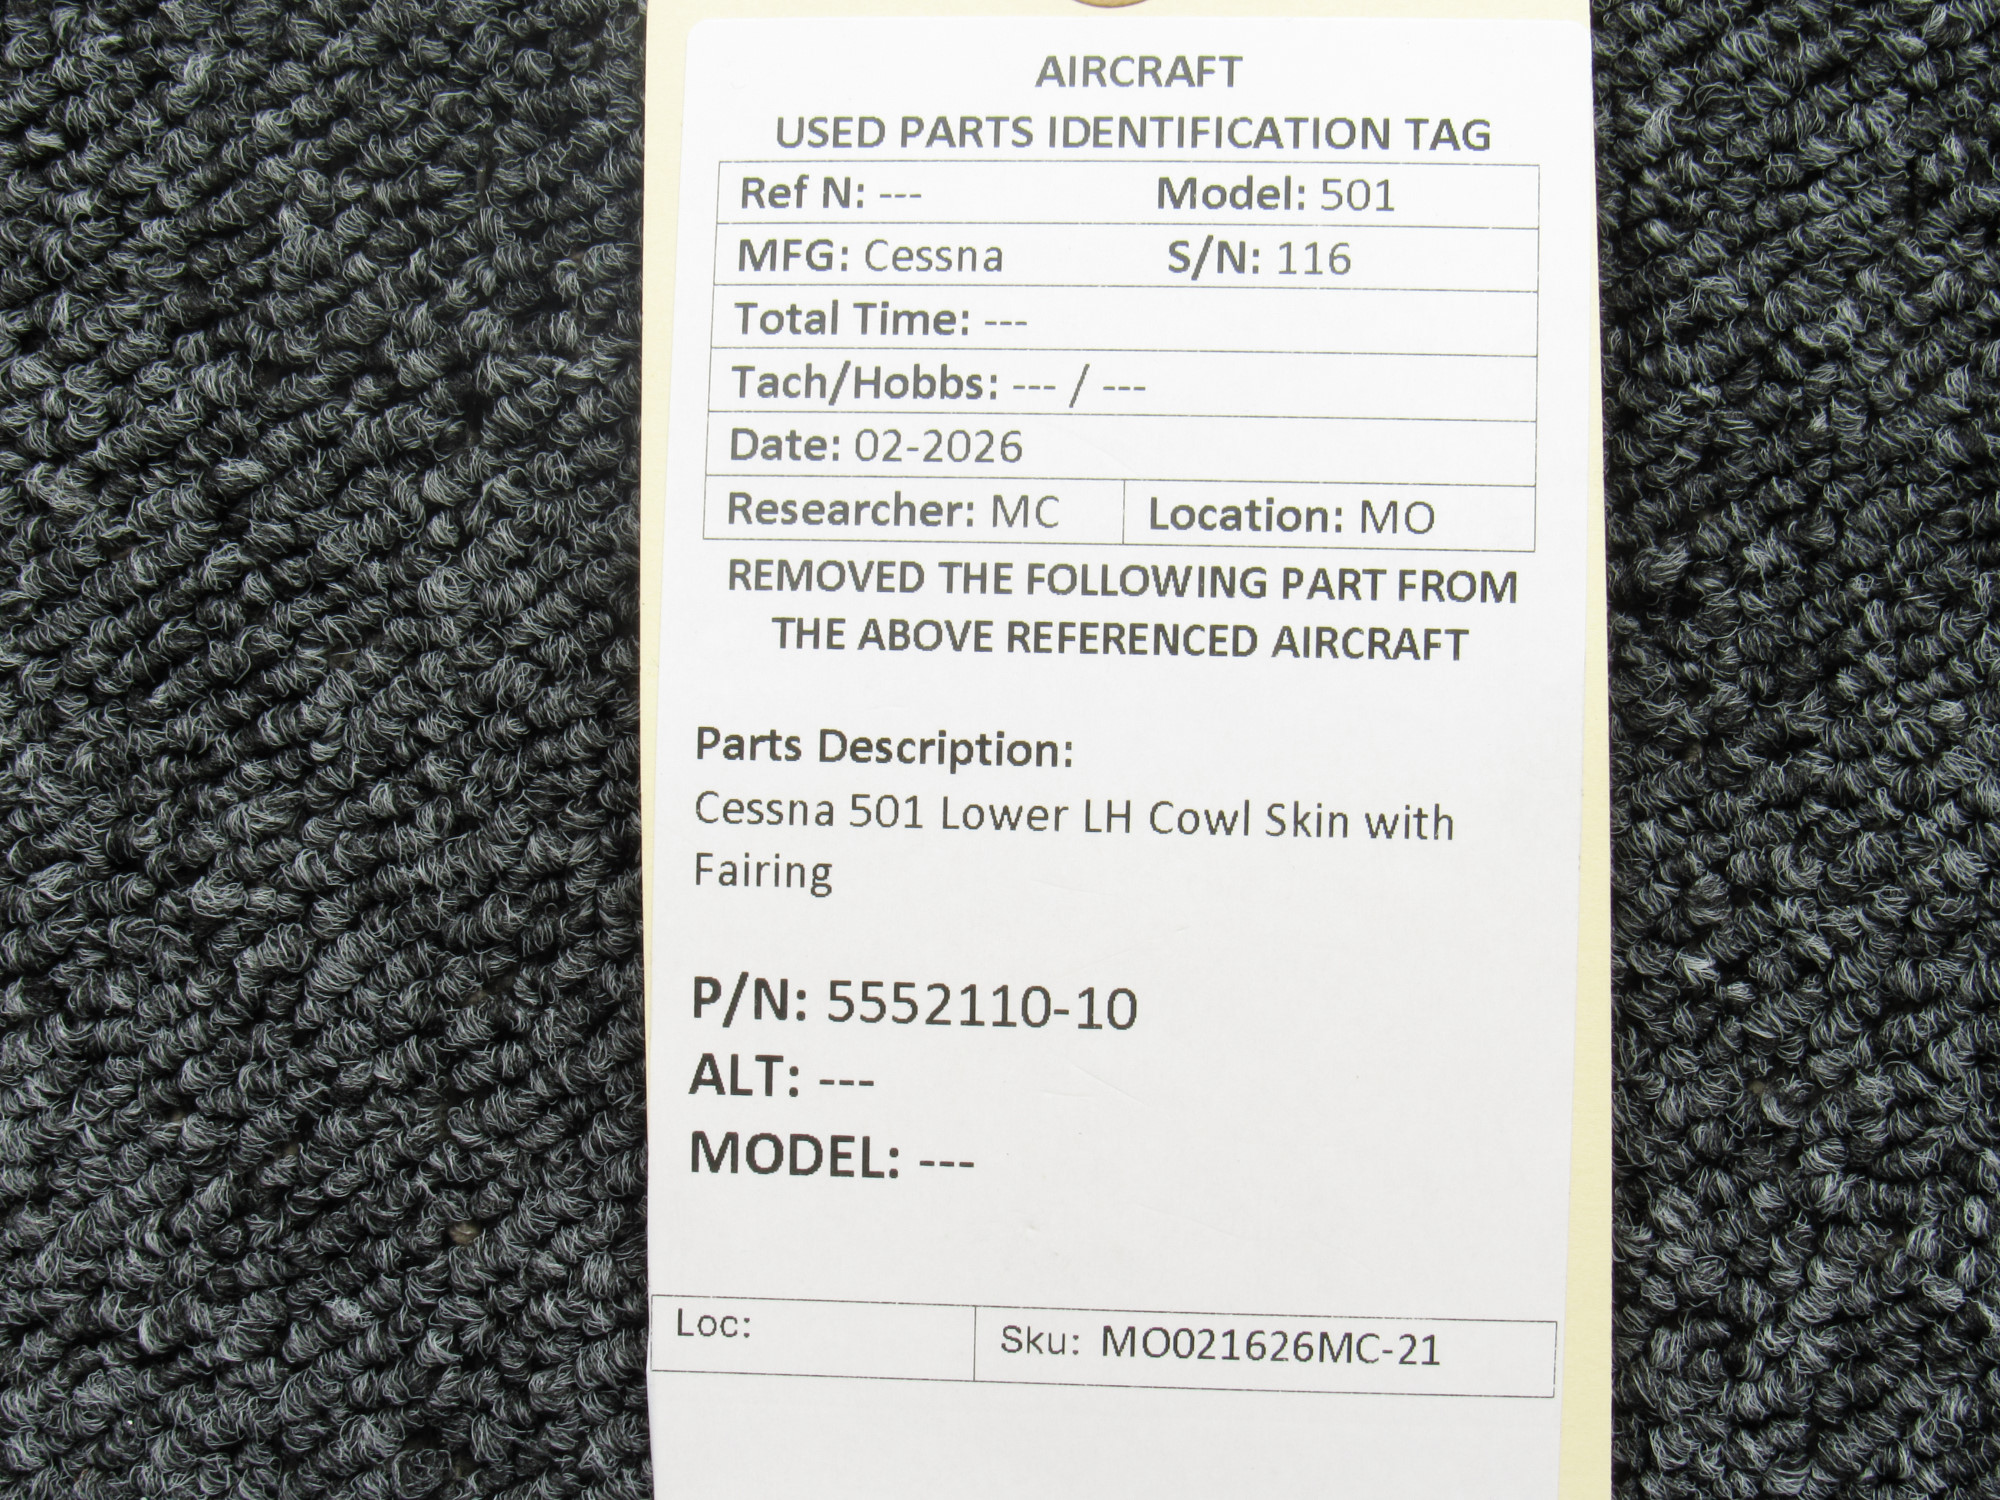 AIRCRAFT
USED PARTS IDENTIFICATION TAG
Ref N: --- Model: 501
MFG: Cessna S/N: 116
Total Time: ---
Tach/Hobbs: --- / ---
Date: 02-2026
Researcher: MC Location: MO
REMOVED THE FOLLOWING PART FROM
THE ABOVE REFERENCED AIRCRAFT
Parts Description:
Cessna 501 Lower LH Cowl Skin with
Fairing
P/N: 5552110-10
ALT: ---
MODEL: ---
Loc: Sku: MO021626MC-21